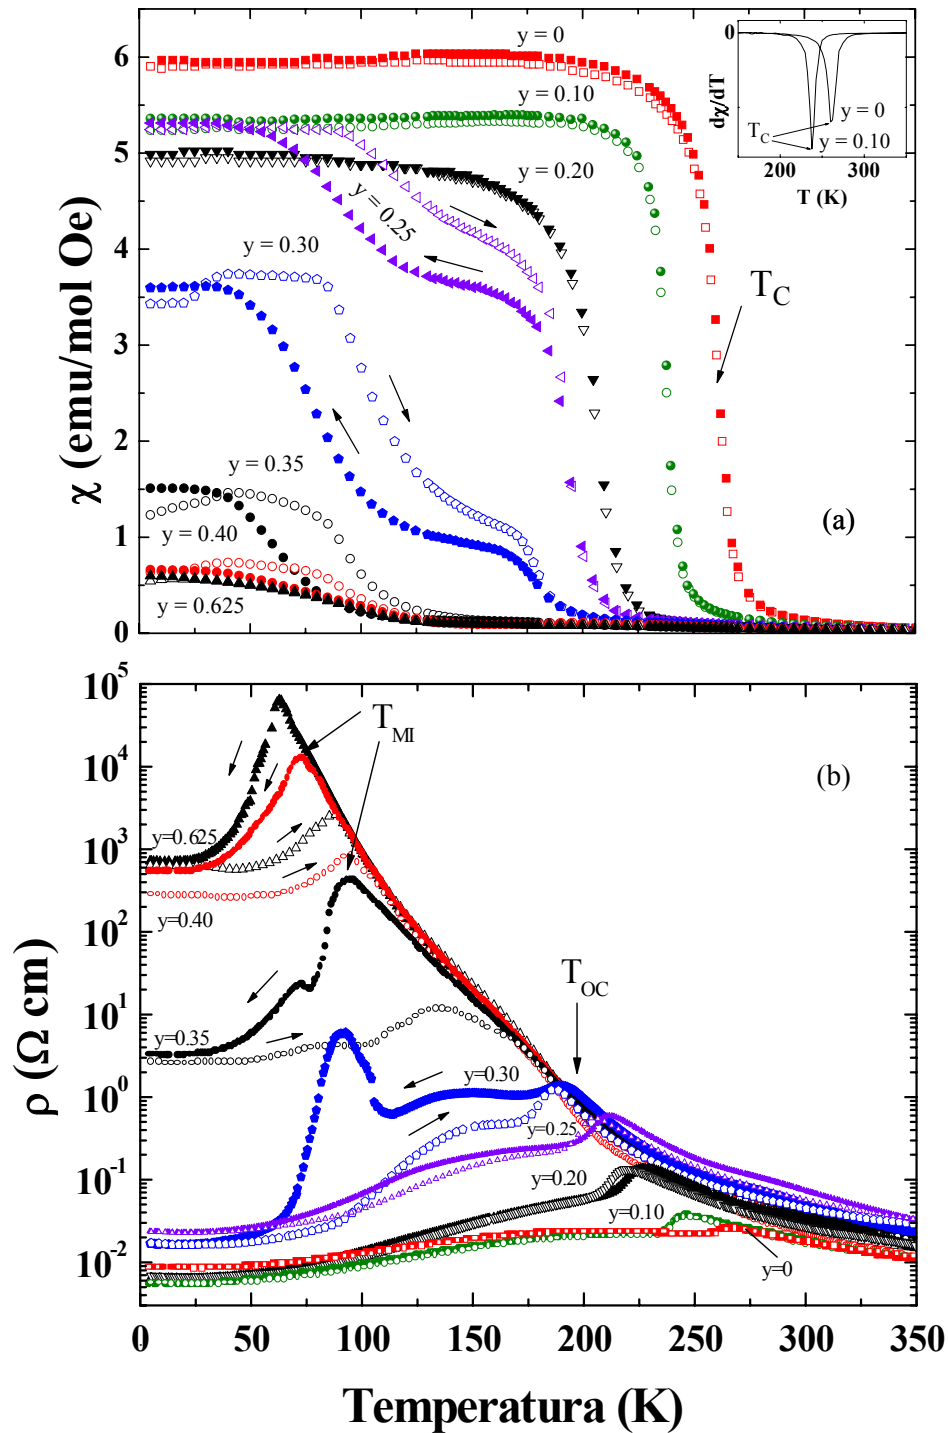 6
5
4
3
2
1
0
χ (emu/mol Oe)
y = 0
y = 0.10
y = 0.20
y = 0.25
y = 0.30
y = 0.35
y = 0.40
y = 0.625
T_C
(a)
0
dχ/dT
T_C
y = 0
y = 0.10
200
300
T (K)
10^5
10^4
10^3
10^2
10^1
10^0
10^-1
10^-2
ρ (Ω cm)
T_MI
(b)
y=0.625
y=0.40
T_OC
y=0.35
y=0.30
y=0.25
y=0.20
y=0.10
y=0
0 50 100 150 200 250 300 350
Temperatura (K)